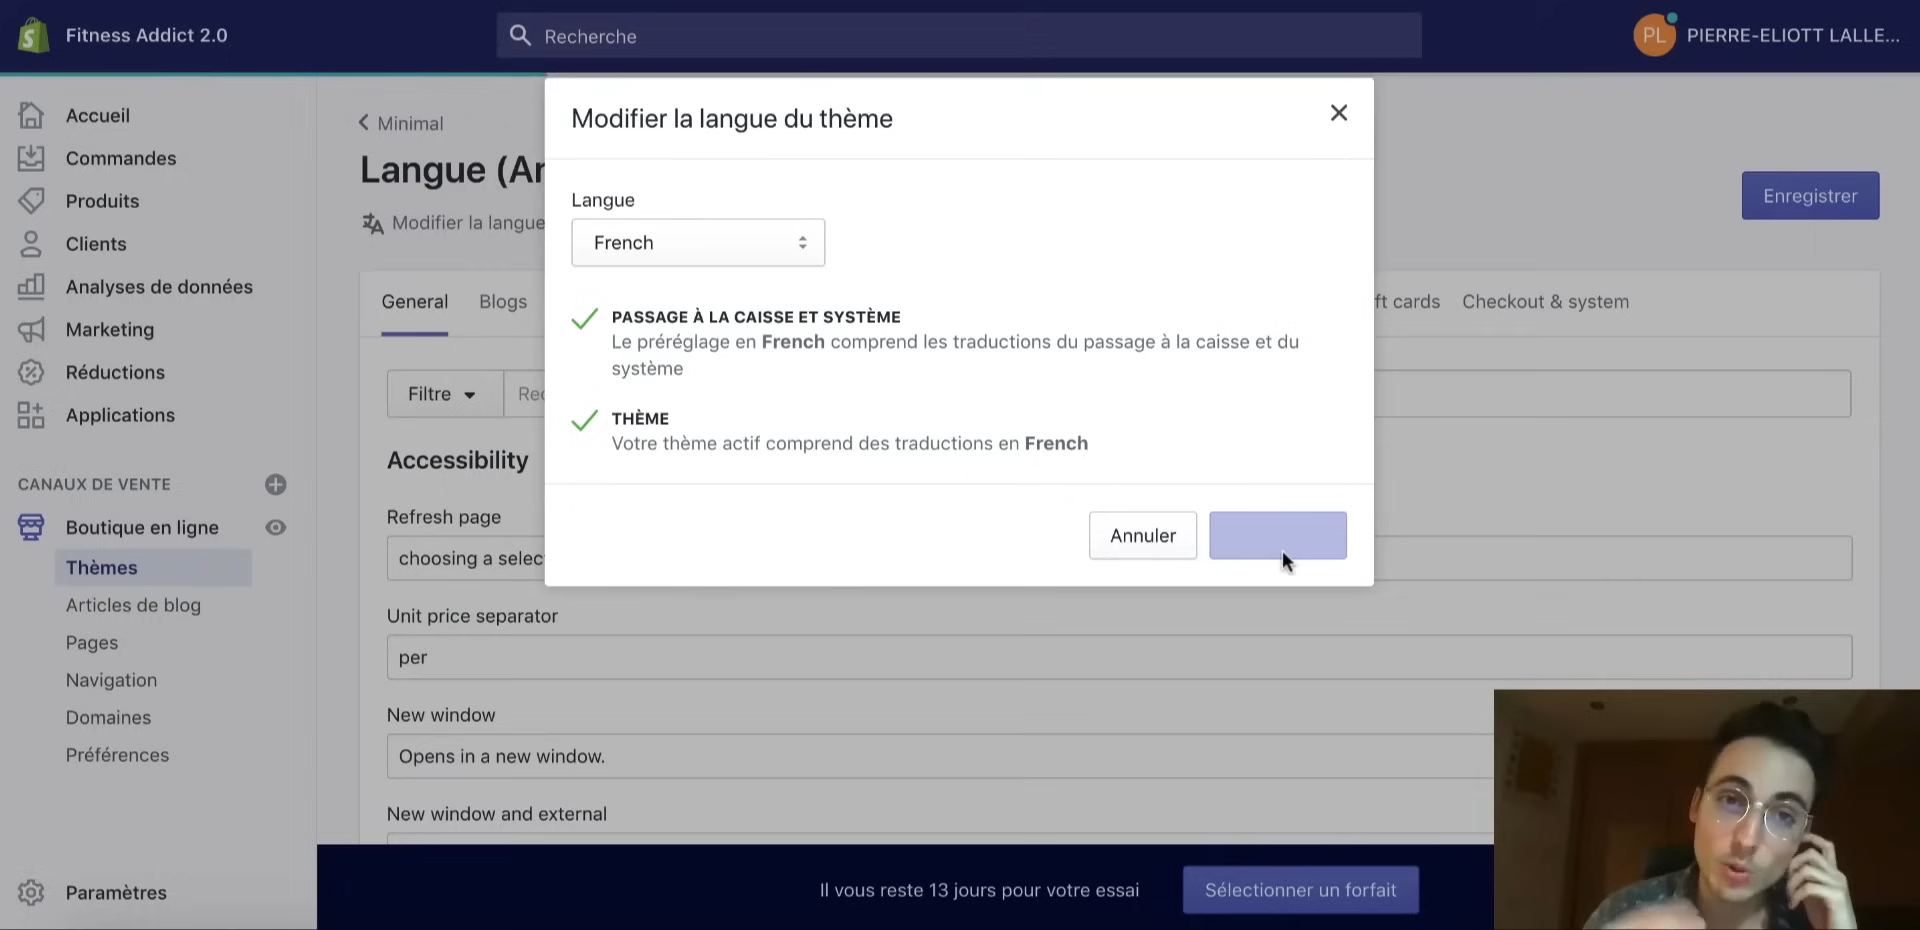 Fitness Addict 2.0
Recherche
PL
PIERRE-ELIOTT LALLE...
Accueil
Commandes
Produits
Clients
Analyses de données
Marketing
Réductions
Applications
CANAUX DE VENTE
Boutique en ligne
Thèmes
Articles de blog
Pages
Navigation
Domaines
Préférences
Paramètres
Minimal
Langue (An
Modifier la langue
Enregistrer
General
Blogs
ft cards
Checkout & system
Filtre
Rec
Accessibility
Refresh page
choosing a selec
Unit price separator
per
New window
Opens in a new window.
New window and external
Modifier la langue du thème
Langue
French
PASSAGE À LA CAISSE ET SYSTÈME
Le préréglage en French comprend les traductions du passage à la caisse et du
système
THÈME
Votre thème actif comprend des traductions en French
Annuler
Il vous reste 13 jours pour votre essai
Sélectionner un forfait